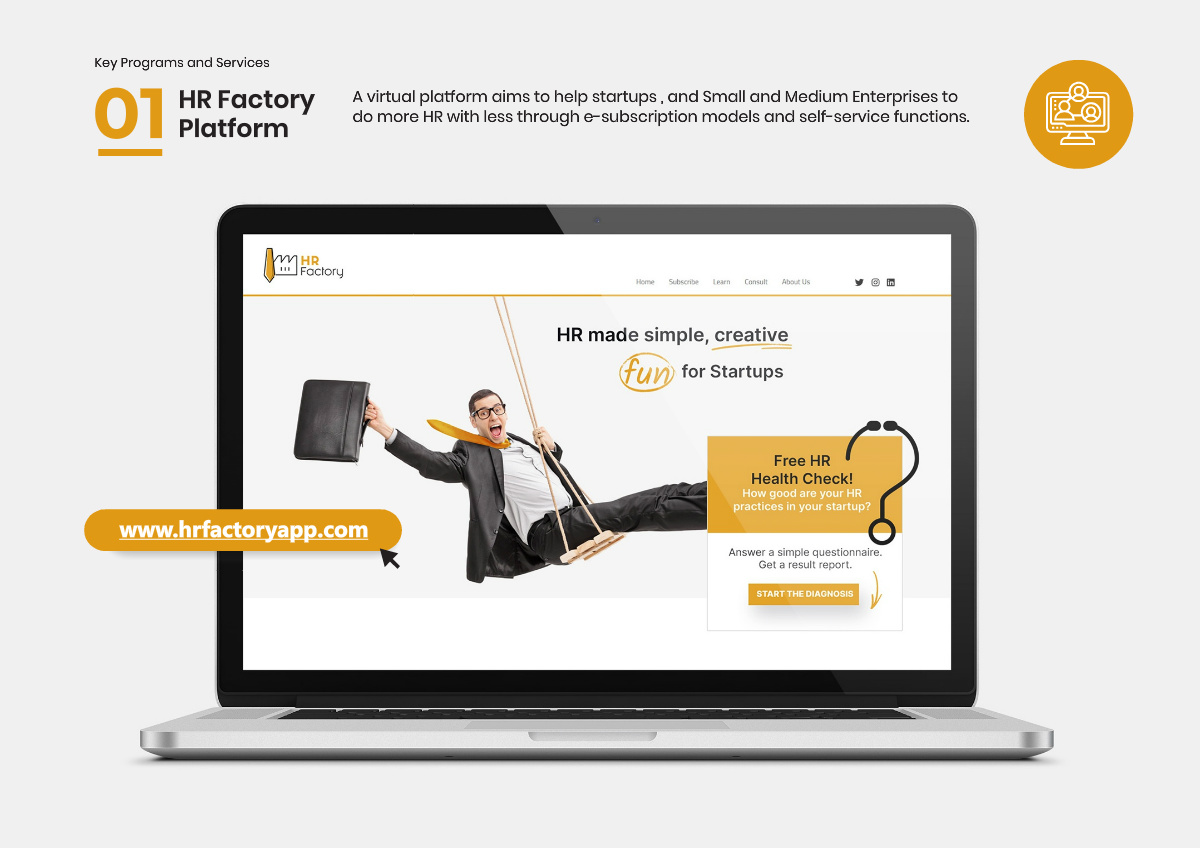 Key Programs and Services
01
HR Factory
Platform
A virtual platform aims to help startups , and Small and Medium Enterprises to
do more HR with less through e-subscription models and self-service functions.
HR
Factory
Home Subscribe Learn Consult About Us
HR made simple, creative
fun for Startups
Free HR
Health Check!
How good are your HR
practices in your startup?
www.hrfactoryapp.com
Answer a simple questionnaire.
Get a result report.
START THE DIAGNOSIS